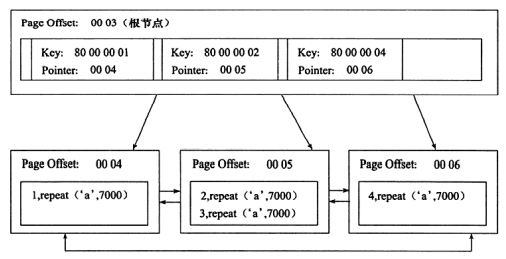 Page Offset: 00 03（根节点）
Key: 80 00 00 01 Key: 80 00 00 02 Key: 80 00 00 04
Pointer: 00 04 Pointer: 00 05 Pointer: 00 06
Page Offset: 00 04 Page Offset: 00 05 Page Offset: 00 06
1,repeat（‘a’,7000） 2,repeat（‘a’,7000） 4,repeat（‘a’,7000）
3,repeat（‘a’,7000）